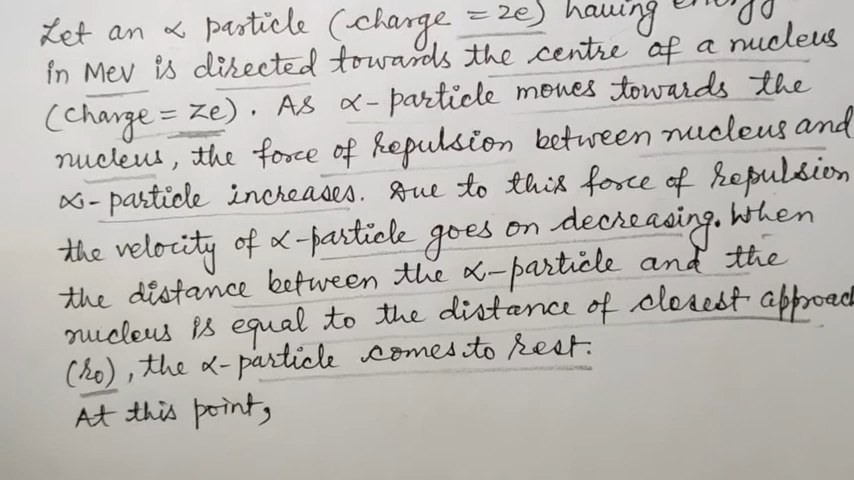 Let an α particle (charge = 2e) having energy
in MeV is directed towards the centre of a nucleus
(charge = Ze). As α-particle moves towards the
nucleus, the force of repulsion between nucleus and
α-particle increases. Due to this force of repulsion
the velocity of α-particle goes on decreasing. When
the distance between the α-particle and the
nucleus is equal to the distance of closest approach
(r₀), the α-particle comes to rest.
At this point,